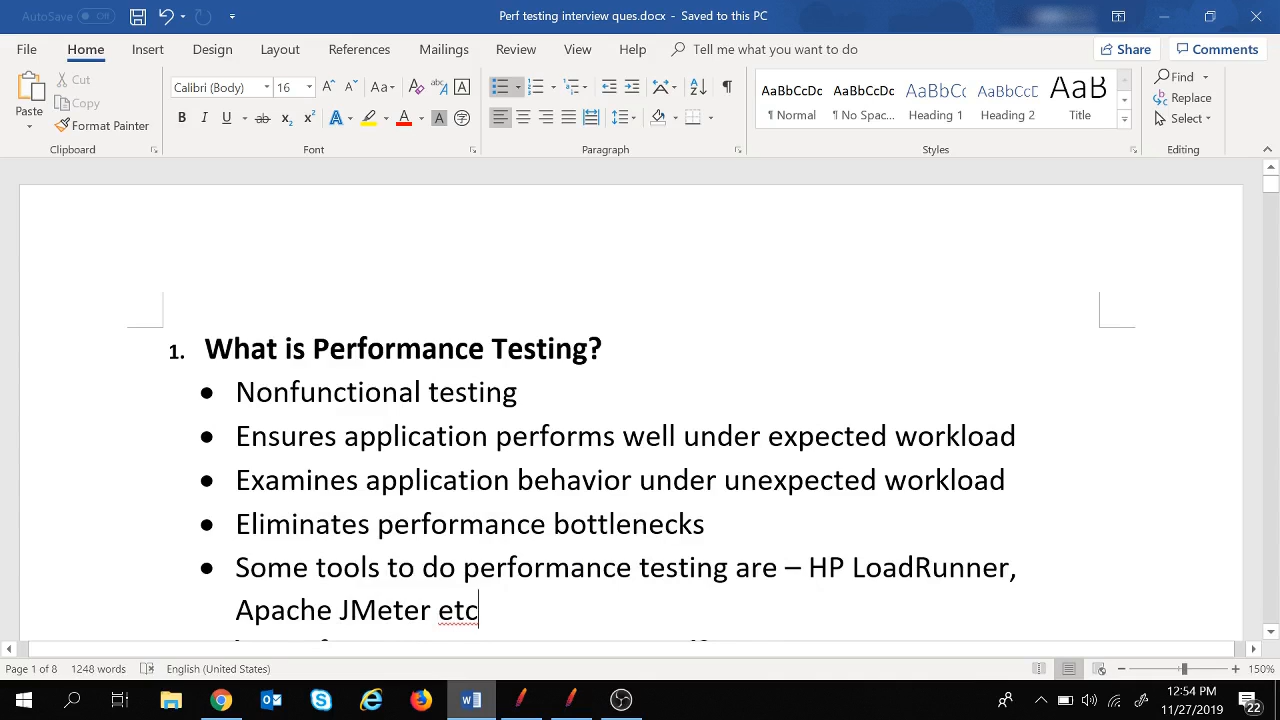 AutoSave Off
Perf testing interview ques.docx - Saved to this PC
File Home Insert Design Layout References Mailings Review View Help Tell me what you want to do Share Comments
Paste
Cut
Copy
Format Painter
Clipboard
Calibri (Body) 16
Font
Paragraph
AaBbCcDc AaBbCcDc AaBbCc AaBbCcD AaB
¶ Normal ¶ No Spac... Heading 1 Heading 2 Title
Styles
Find
Replace
Select
Editing
1. What is Performance Testing?
● Nonfunctional testing
● Ensures application performs well under expected workload
● Examines application behavior under unexpected workload
● Eliminates performance bottlenecks
● Some tools to do performance testing are – HP LoadRunner,
Apache JMeter etc
Page 1 of 8 1248 words English (United States) 150%
12:54 PM
11/27/2019
22